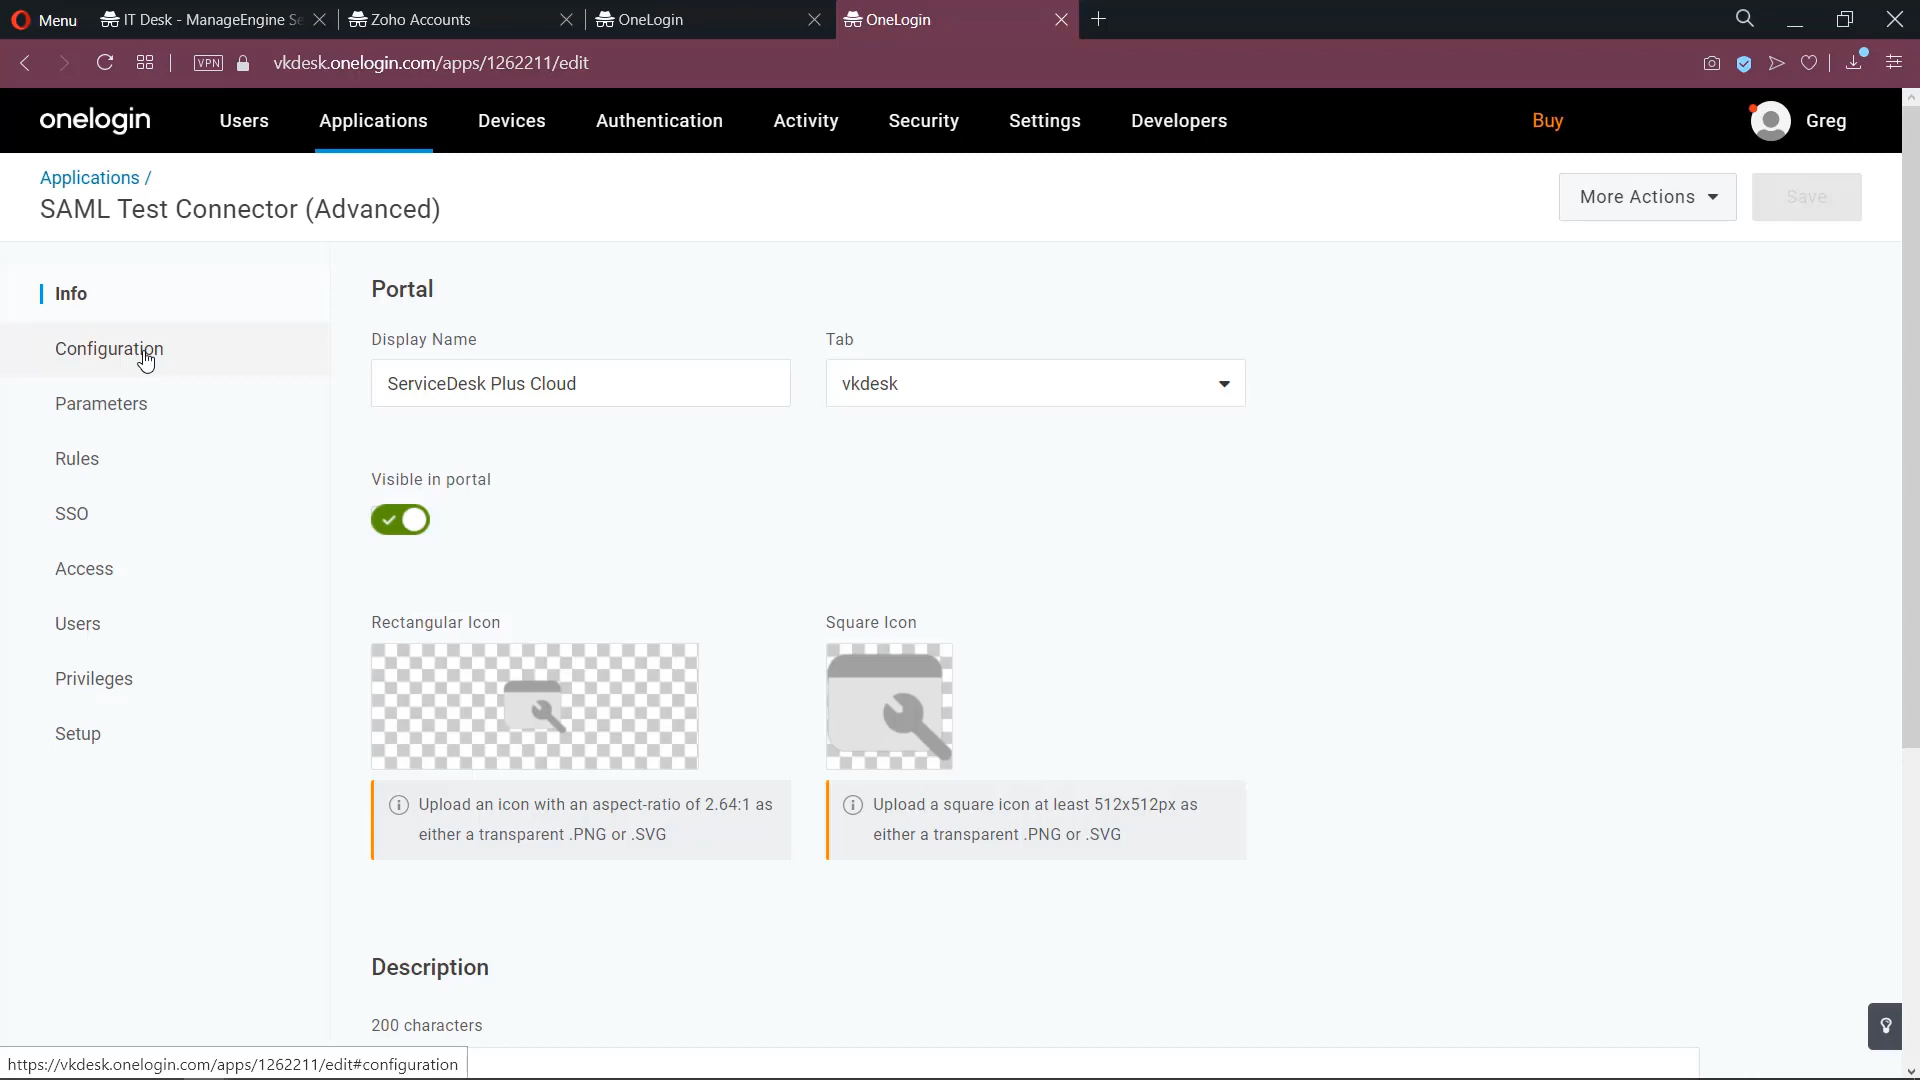 Menu
IT Desk - ManageEngine Se
Zoho Accounts
OneLogin
OneLogin
VPN
vkdesk.onelogin.com/apps/1262211/edit
onelogin
Users
Applications
Devices
Authentication
Activity
Security
Settings
Developers
Buy
Greg
Applications /
SAML Test Connector (Advanced)
More Actions
Save
Info
Configuration
Parameters
Rules
SSO
Access
Users
Privileges
Setup
Portal
Display Name
Tab
ServiceDesk Plus Cloud
vkdesk
Visible in portal
Rectangular Icon
Square Icon
Upload an icon with an aspect-ratio of 2.64:1 as
either a transparent .PNG or .SVG
Upload a square icon at least 512x512px as
either a transparent .PNG or .SVG
Description
200 characters
https://vkdesk.onelogin.com/apps/1262211/edit#configuration